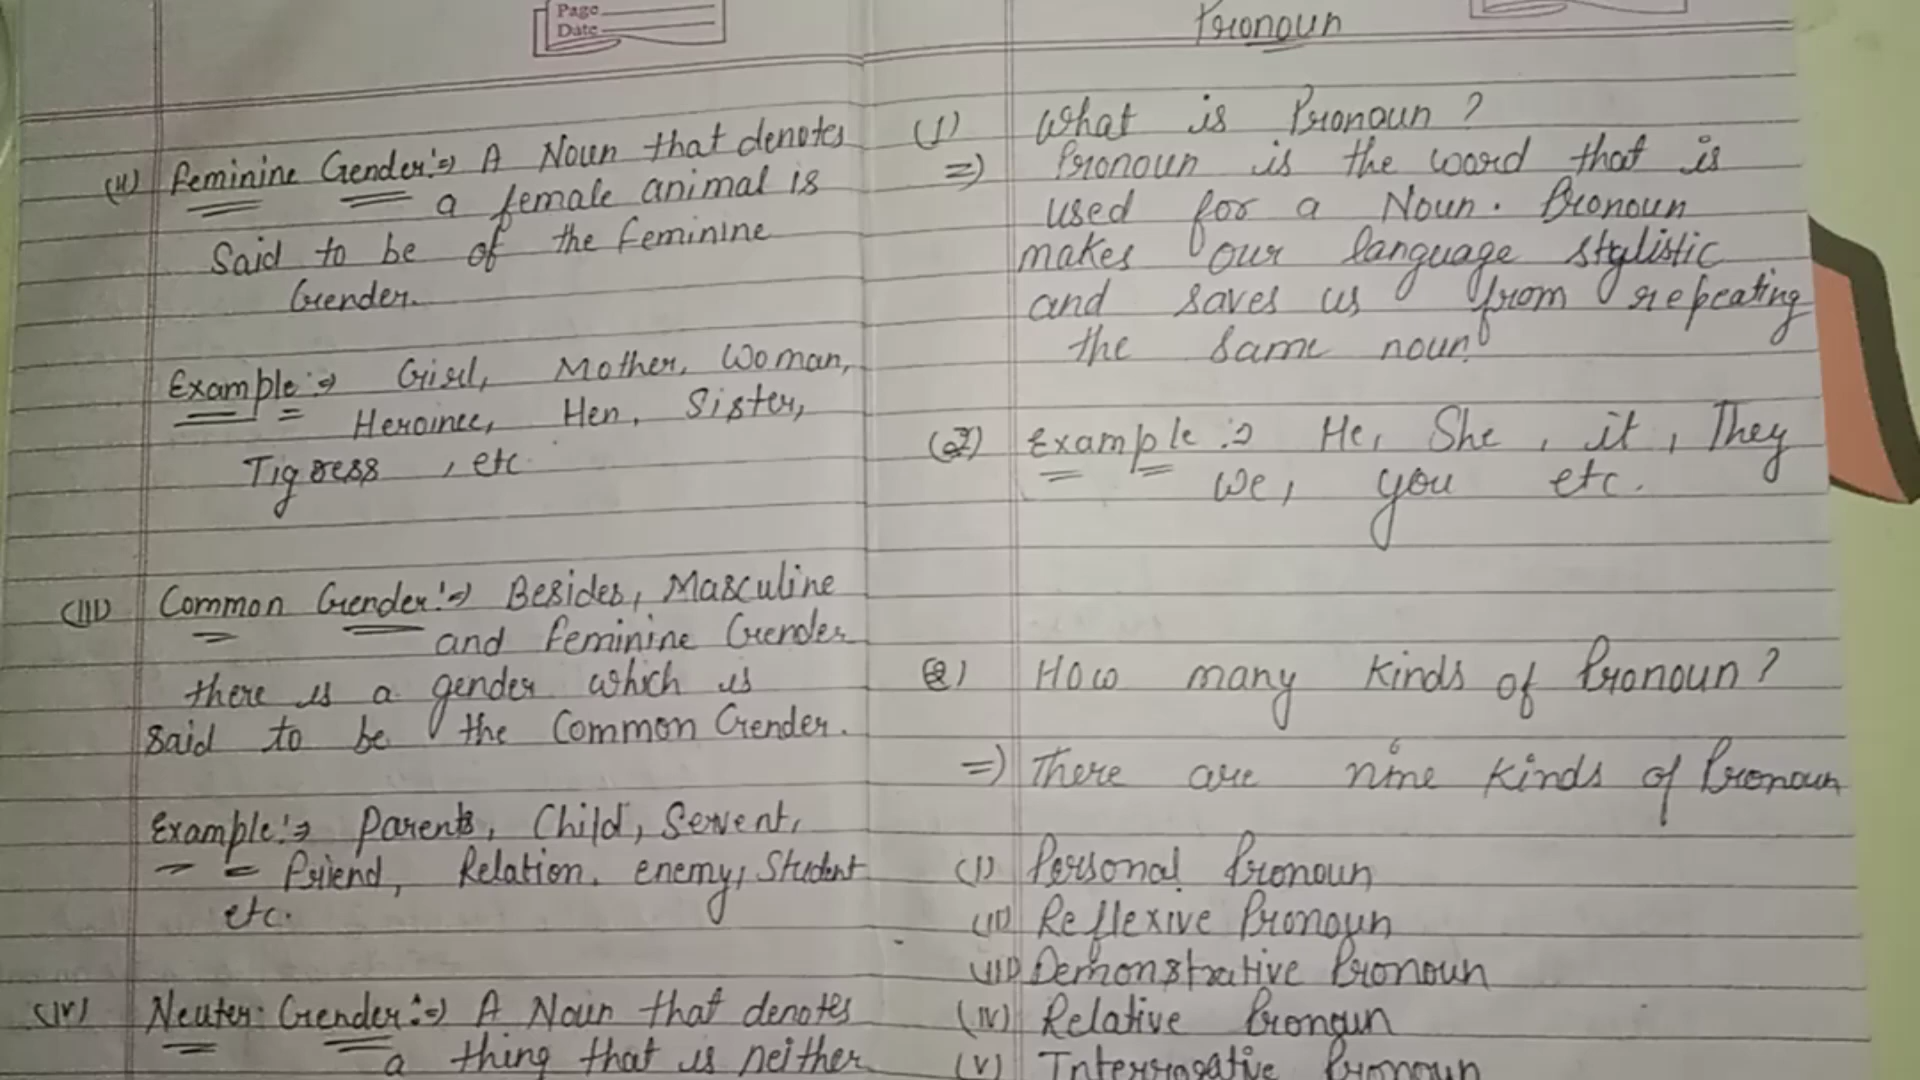 Page
Date
(II) Feminine Gender :⇒ A Noun that denotes
a female animal is
Said to be of the feminine
Gender.
Example :⇒ Girl, Mother, Woman,
Heroinee, Hen, Sister,
Tigress , etc
(III) Common Gender :⇒ Besides, Masculine
and feminine Gender
there is a gender which is
said to be the Common Gender.
Example :⇒ Parents, Child, Servent,
Friend, Relation, enemy, Student
etc.
(IV) Neuter Gender :⇒ A Noun that denotes
a thing that is neither
Pronoun
(1) What is Pronoun ?
⇒) Pronoun is the word that is
used for a Noun. Pronoun
makes our language stylistic
and saves us from repeating
the same noun.
(2) Example :⇒ He, She , it , They
we, you etc.
Q) How many kinds of Pronoun ?
⇒) There are nine kinds of Pronoun
(I) Personal Pronoun
(II) Reflexive Pronoun
(III) Demonstrative Pronoun
(IV) Relative Pronoun
(V) Interrogative Pronoun